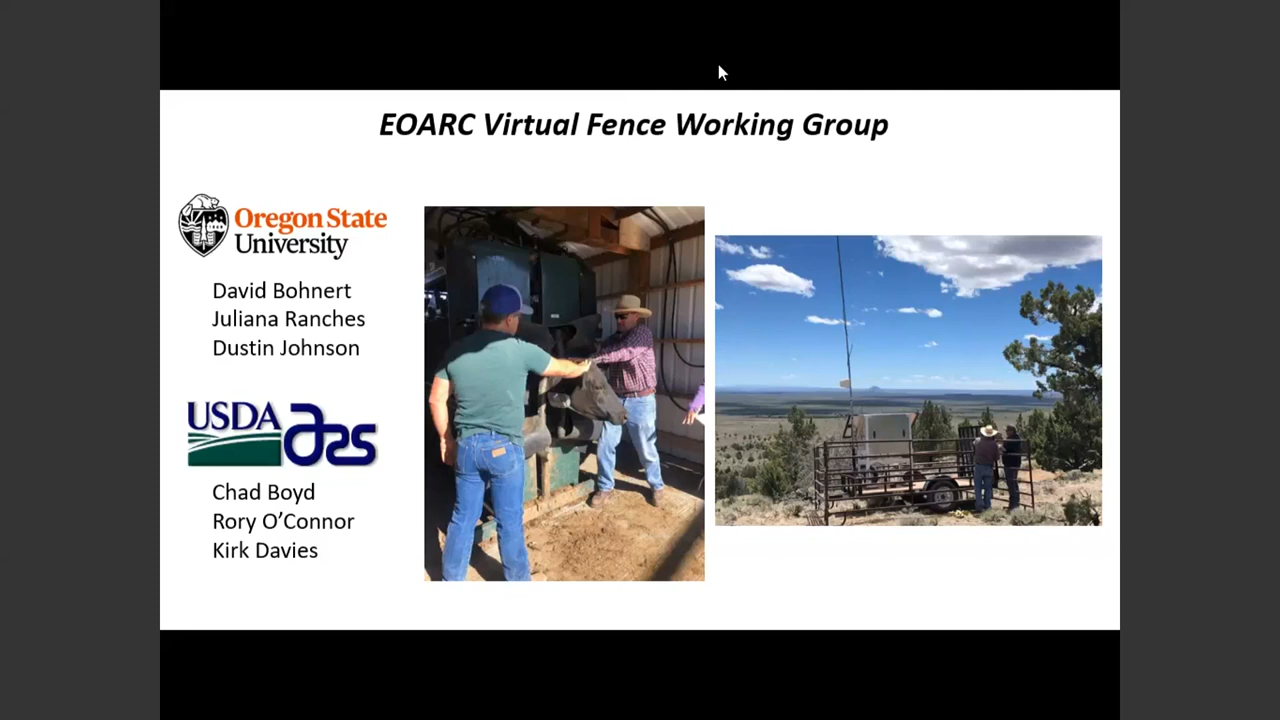 EOARC Virtual Fence Working Group
Oregon State
University
David Bohnert
Juliana Ranches
Dustin Johnson
USDA ars
Chad Boyd
Rory O'Connor
Kirk Davies